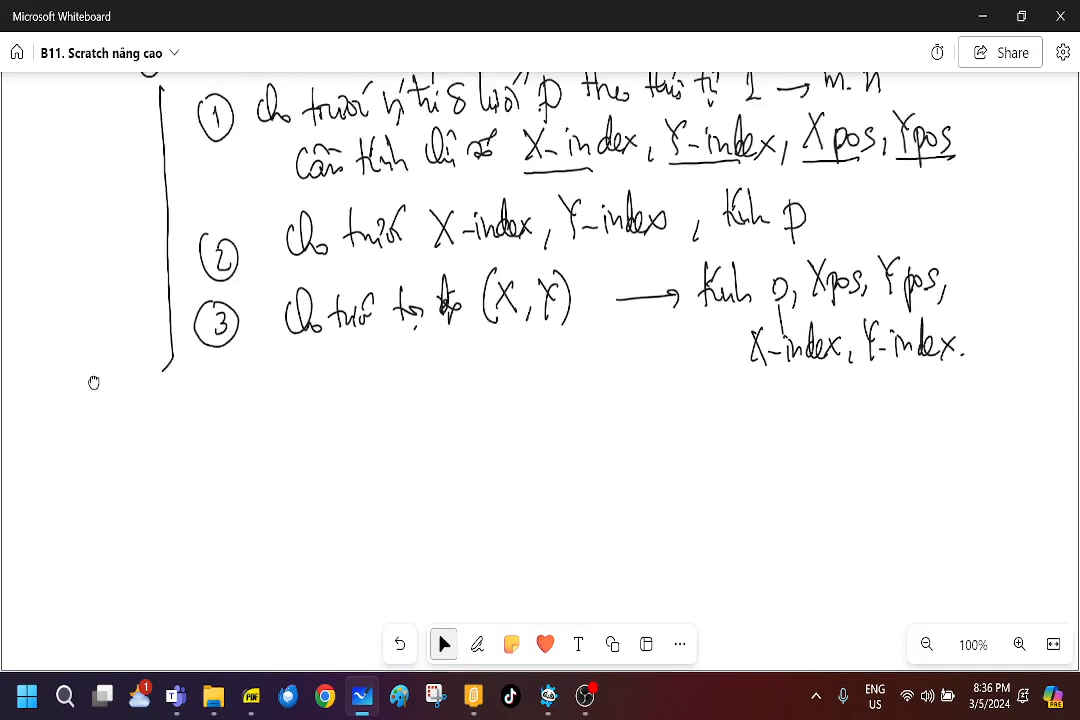 Microsoft Whiteboard
B11. Scratch nâng cao
Share
① Cho trước vị trí ô lưới p theo thứ tự 1 → m.n
cần tính chỉ số X-index, Y-index, Xpos, Ypos
② Cho trước X-index, Y-index, tính p
③ Cho trước tọa độ (X, Y) → tính p, Xpos, Ypos,
X-index, Y-index.
100%
ENG
US
8:36 PM
3/5/2024